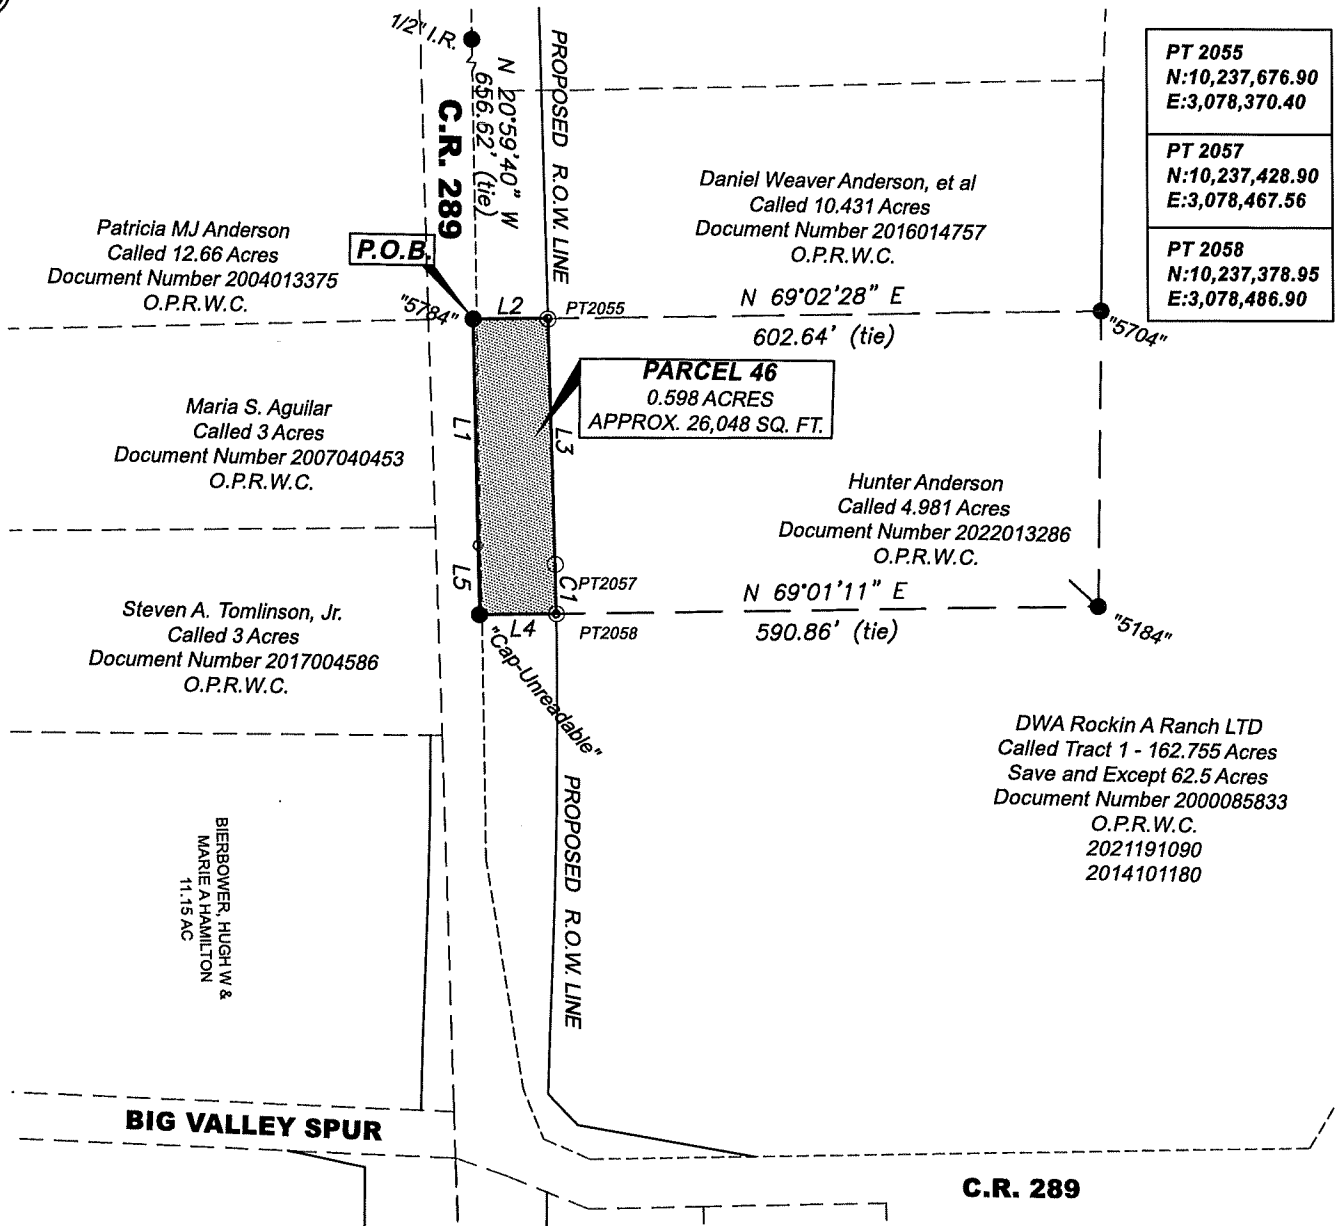 1/2" I.R.
N 20°59'40" W
656.62' (tie)
C.R. 289
PROPOSED R.O.W. LINE
PT 2055
N:10,237,676.90
E:3,078,370.40
PT 2057
N:10,237,428.90
E:3,078,467.56
PT 2058
N:10,237,378.95
E:3,078,486.90
Patricia MJ Anderson
Called 12.66 Acres
Document Number 2004013375
O.P.R.W.C.
P.O.B.
Daniel Weaver Anderson, et al
Called 10.431 Acres
Document Number 2016014757
O.P.R.W.C.
"5784"
L2
PT2055
N 69°02'28" E
602.64' (tie)
"5704"
PARCEL 46
0.598 ACRES
APPROX. 26,048 SQ. FT.
Maria S. Aguilar
Called 3 Acres
Document Number 2007040453
O.P.R.W.C.
L1
L3
Hunter Anderson
Called 4.981 Acres
Document Number 2022013286
O.P.R.W.C.
L5
C1
PT2057
N 69°01'11" E
590.86' (tie)
"5184"
L4
PT2058
"Cap-Unreadable"
Steven A. Tomlinson, Jr.
Called 3 Acres
Document Number 2017004586
O.P.R.W.C.
DWA Rockin A Ranch LTD
Called Tract 1 - 162.755 Acres
Save and Except 62.5 Acres
Document Number 2000085833
O.P.R.W.C.
2021191090
2014101180
BIERBOWER, HUGH W &
MARIE A HAMILTON
11.15 AC
PROPOSED R.O.W. LINE
BIG VALLEY SPUR
C.R. 289